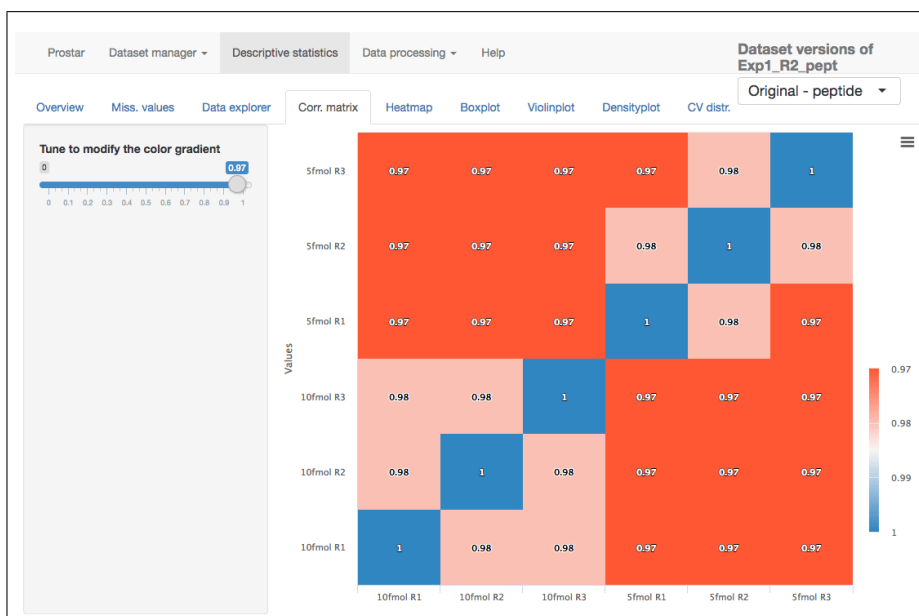 Prostar Dataset manager Descriptive statistics Data processing Help
Dataset versions of
Exp1_R2_pept
Original - peptide
Overview Miss. values Data explorer Corr. matrix Heatmap Boxplot Violinplot Densityplot CV distr.
Tune to modify the color gradient
0 0.97
0 0.1 0.2 0.3 0.4 0.5 0.6 0.7 0.8 0.9 1
Values
5fmol R3 0.97 0.97 0.97 0.97 0.98 1
5fmol R2 0.97 0.97 0.97 0.98 1 0.98
5fmol R1 0.97 0.97 0.97 1 0.98 0.97
10fmol R3 0.98 0.98 1 0.97 0.97 0.97
10fmol R2 0.98 1 0.98 0.97 0.97 0.97
10fmol R1 1 0.98 0.98 0.97 0.97 0.97
10fmol R1 10fmol R2 10fmol R3 5fmol R1 5fmol R2 5fmol R3
0.97
0.98
0.99
1